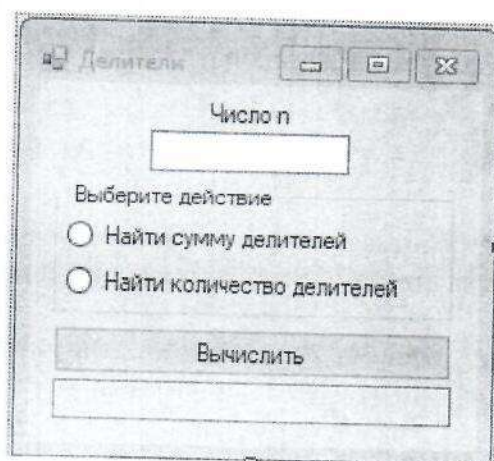 Делители
Число n
Выберите действие
Найти сумму делителей
Найти количество делителей
Вычислить